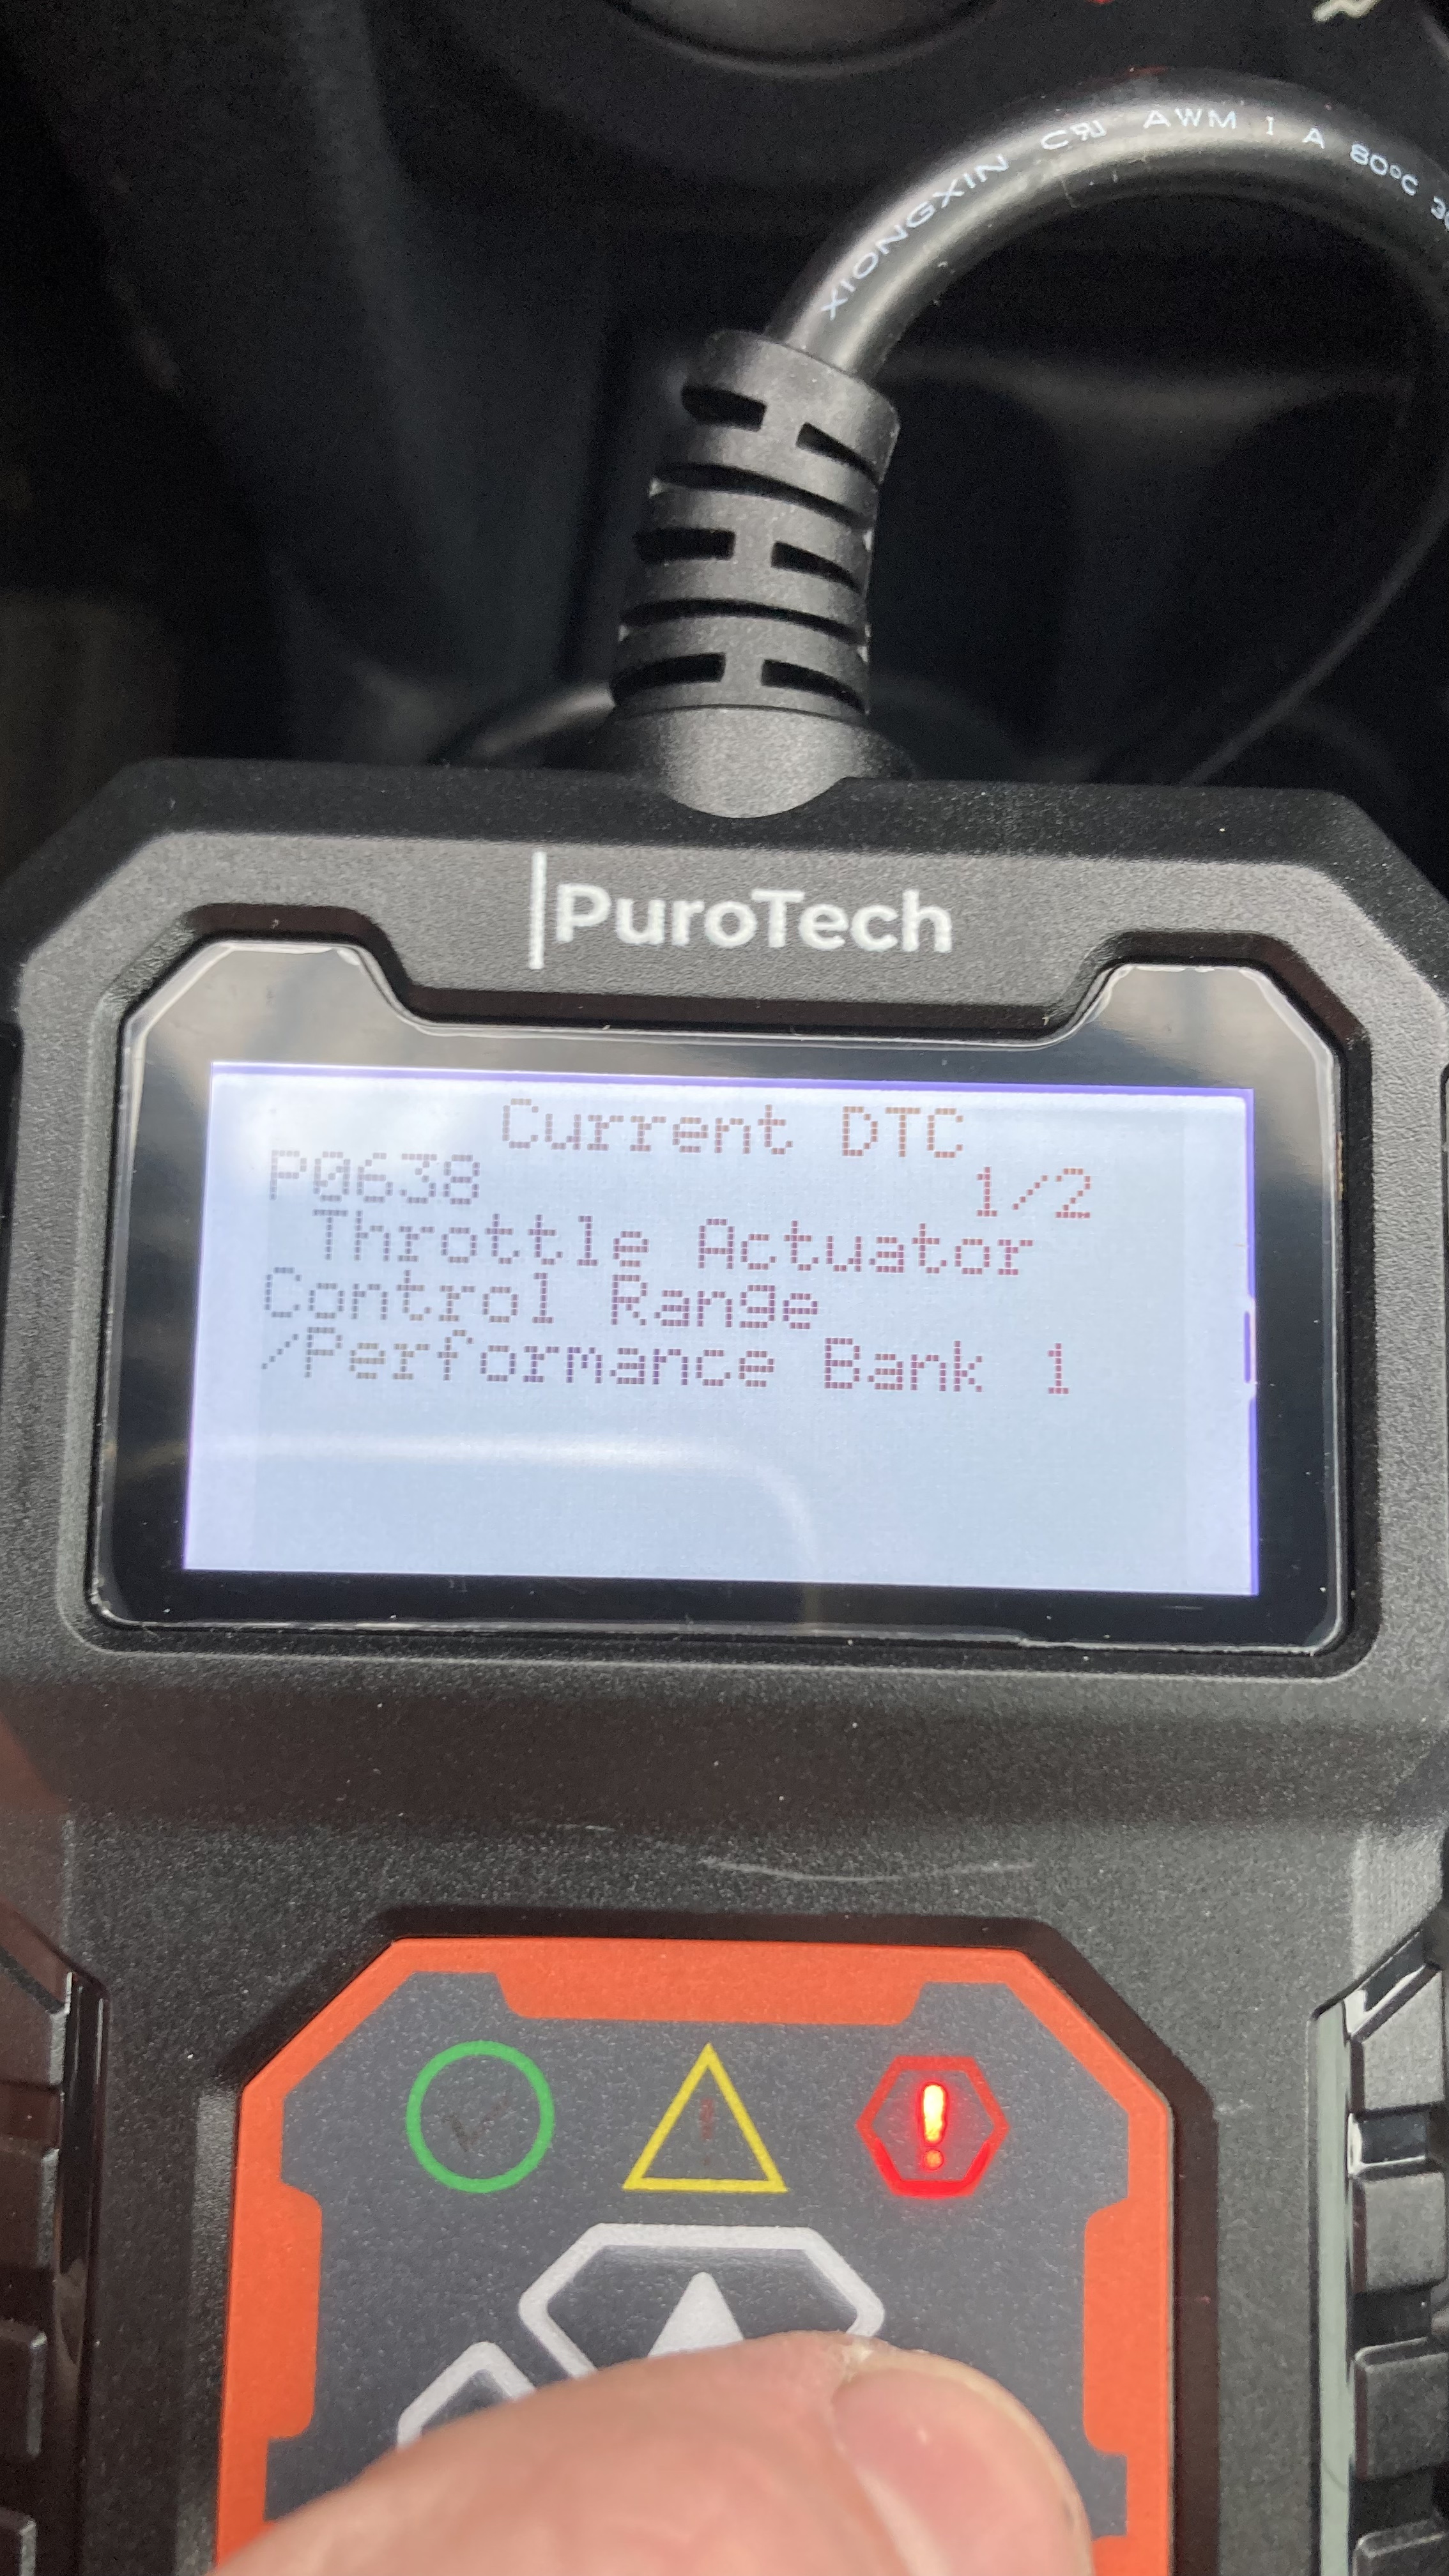 XIONGXIN AWM I A 80°C
PuroTech
Current DTC
P0638 1/2
Throttle Actuator
Control Range
/Performance Bank 1